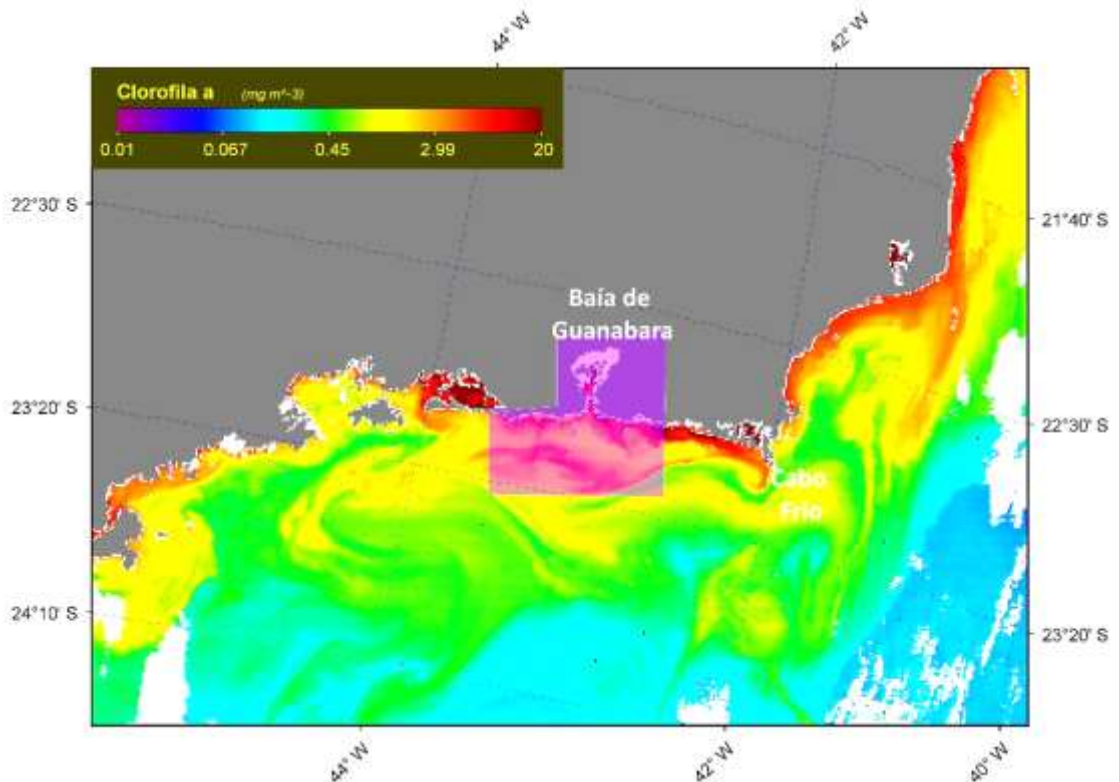 44° W
42° W
Clorofila a (mg m^-3)
0.01 0.067 0.45 2.99 20
22°30' S
21°40' S
Baía de
Guanabara
23°20' S
22°30' S
Cabo
Frio
24°10' S
23°20' S
44° W
42° W
40° W